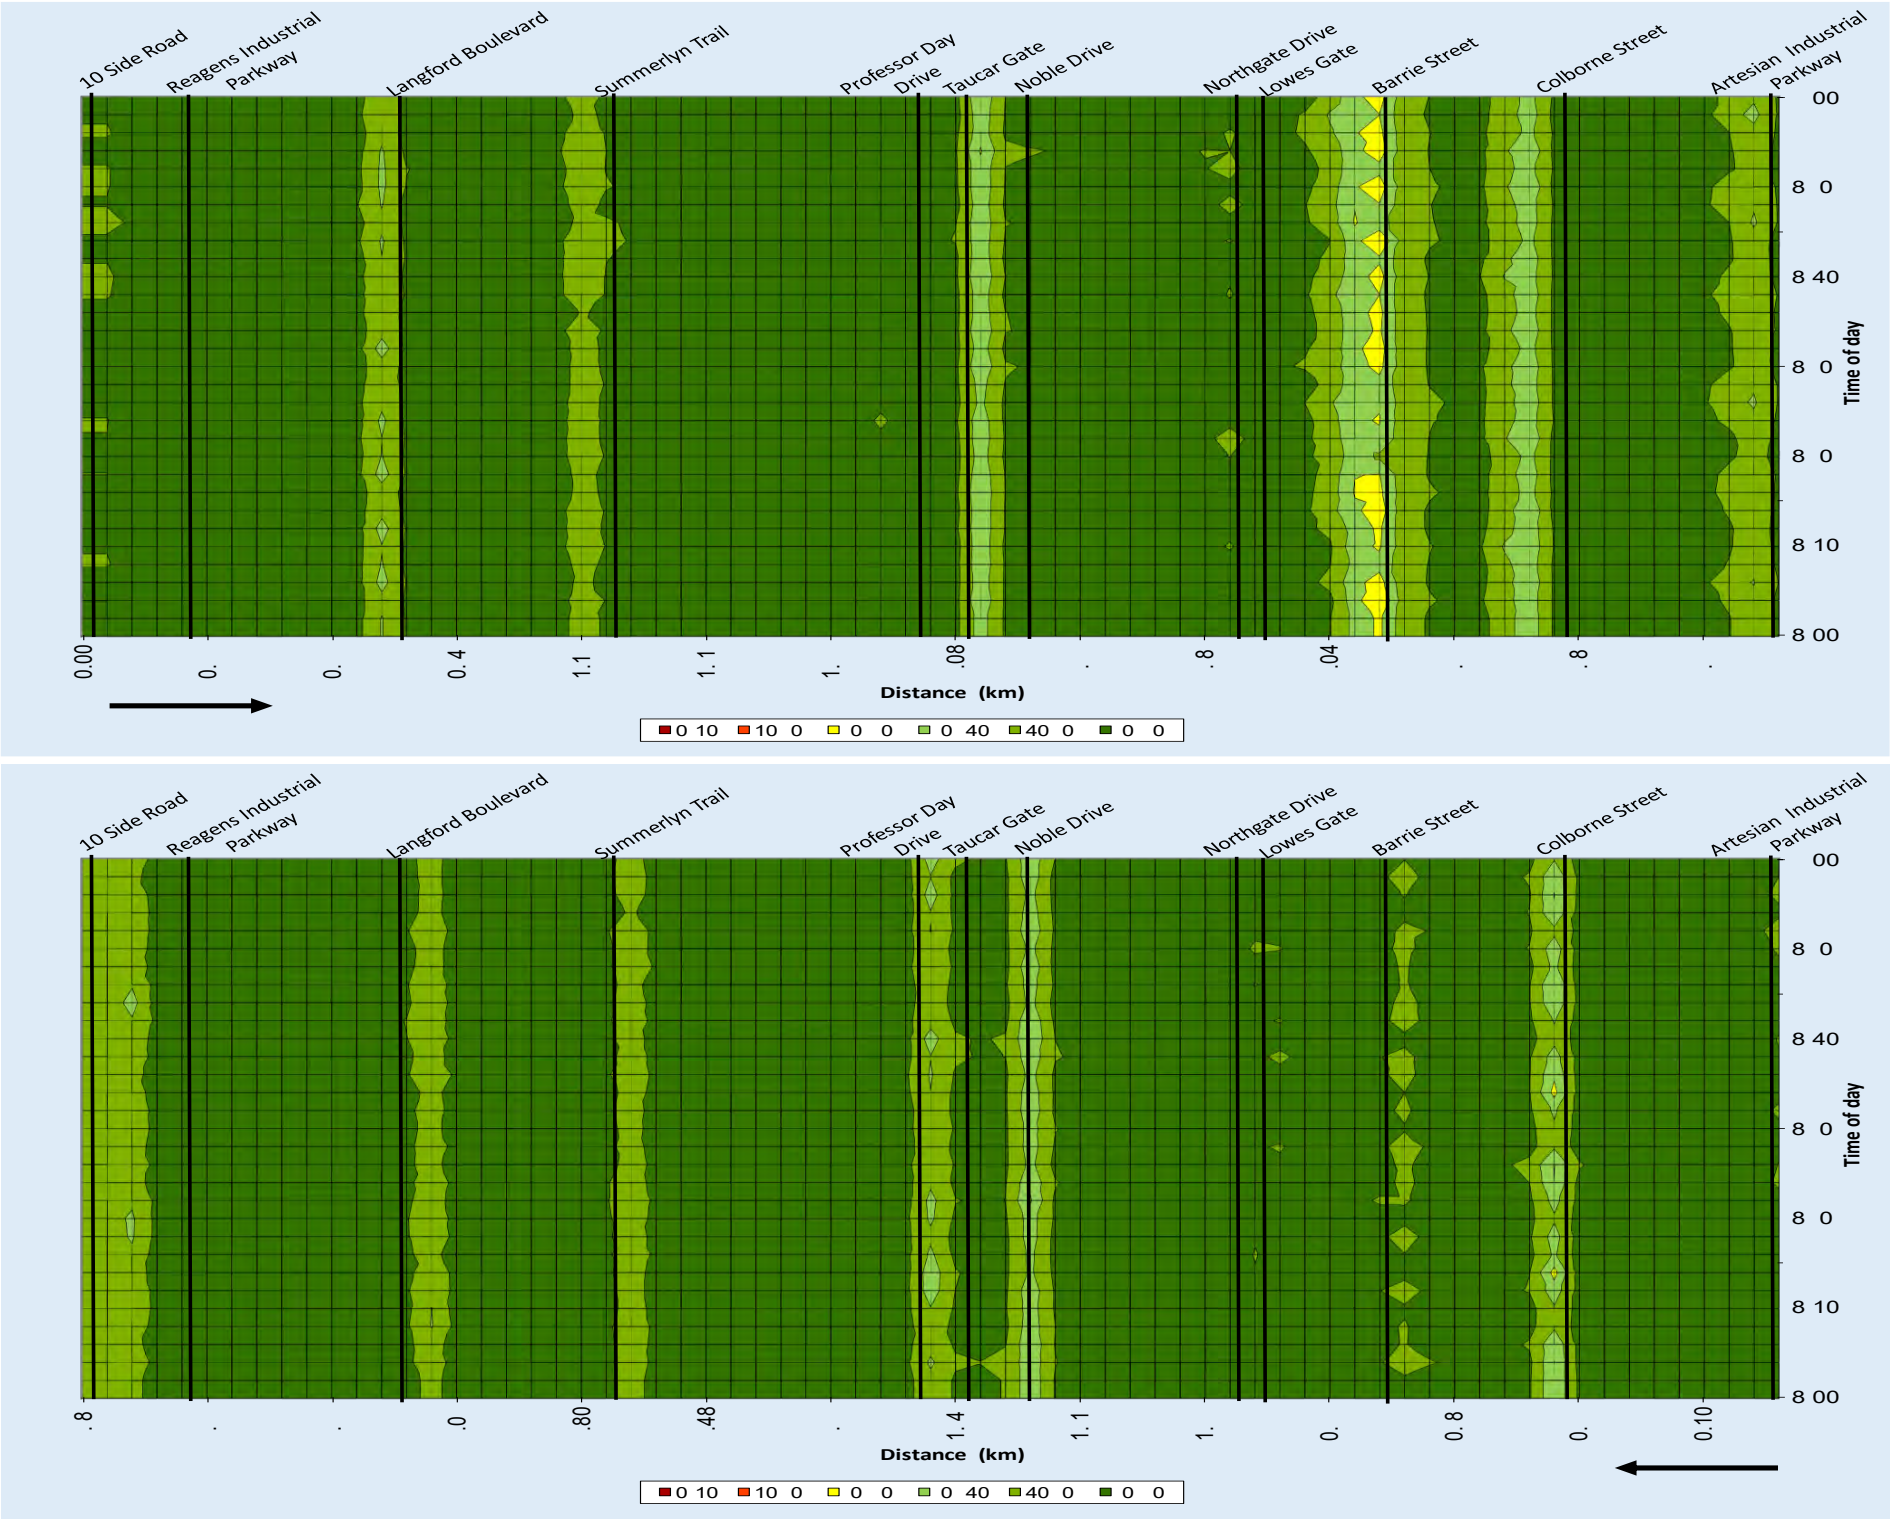 10 Side Road
Reagens Industrial
Parkway
Langford Boulevard
Summerlyn Trail
Professor Day
Drive
Taucar Gate
Noble Drive
Northgate Drive
Lowes Gate
Barrie Street
Colborne Street
Artesian Industrial
Parkway
00
8 0
8 40
8 0
8 0
8 10
8 00
Time of day
0.00 0. 0. 0. 4 1.1 1.1 1. .08 . . 8 .04 . . 8 .
Distance (km)
0 10 10 0 0 0 0 40 40 0 0 0
10 Side Road
Reagens Industrial
Parkway
Langford Boulevard
Summerlyn Trail
Professor Day
Drive
Taucar Gate
Noble Drive
Northgate Drive
Lowes Gate
Barrie Street
Colborne Street
Artesian Industrial
Parkway
00
8 0
8 40
8 0
8 0
8 10
8 00
Time of day
. 8 . . .0 .80 .48 . 1. 4 1. 1 1. 0. 0. 8 0. 0.10
Distance (km)
0 10 10 0 0 0 0 40 40 0 0 0